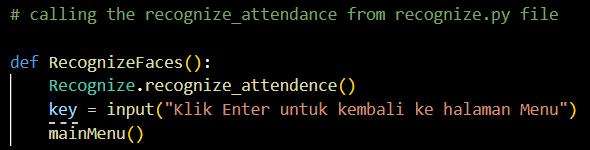 # calling the recognize_attendance from recognize.py file
def RecognizeFaces():
Recognize.recognize_attendence()
key = input("Klik Enter untuk kembali ke halaman Menu")
mainMenu()